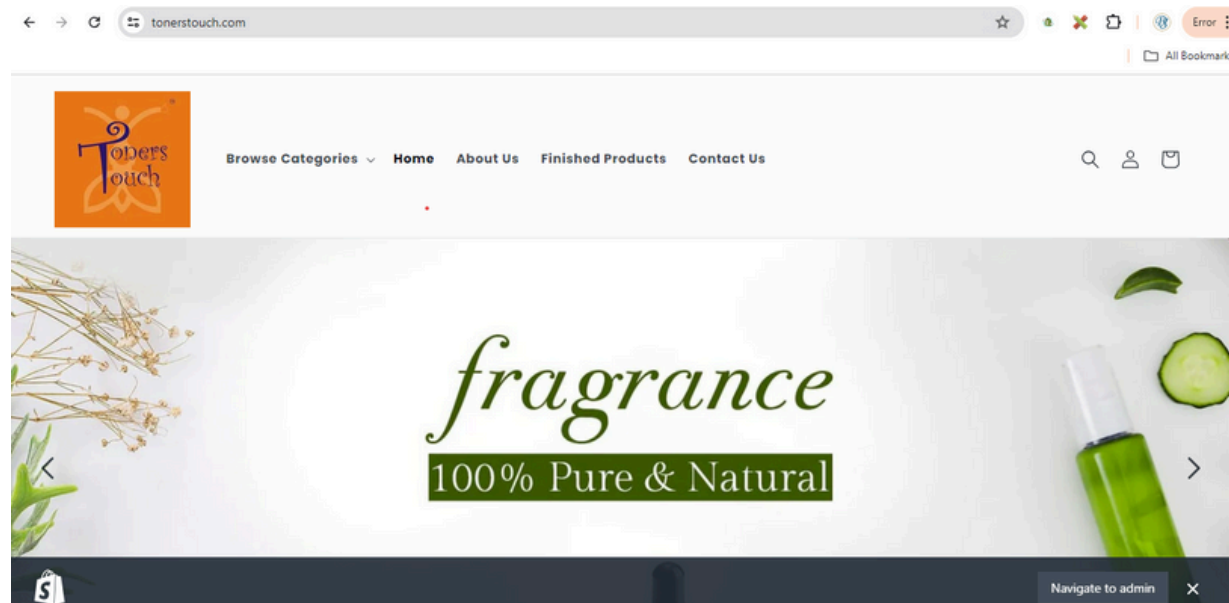 tonerstouch.com
Error
All Bookmark
Toners
Touch
Browse Categories Home About Us Finished Products Contact Us
fragrance
100% Pure & Natural
Navigate to admin